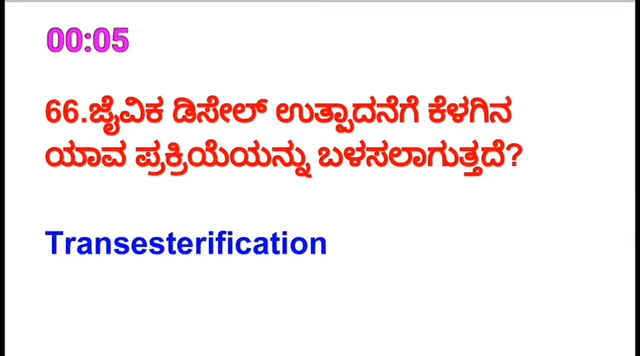 00:05
66.ಜೈವಿಕ ಡಿಸೇಲ್ ಉತ್ಪಾದನೆಗೆ ಕೆಳಗಿನ
ಯಾವ ಪ್ರಕ್ರಿಯೆಯನ್ನು ಬಳಸಲಾಗುತ್ತದೆ?
Transesterification